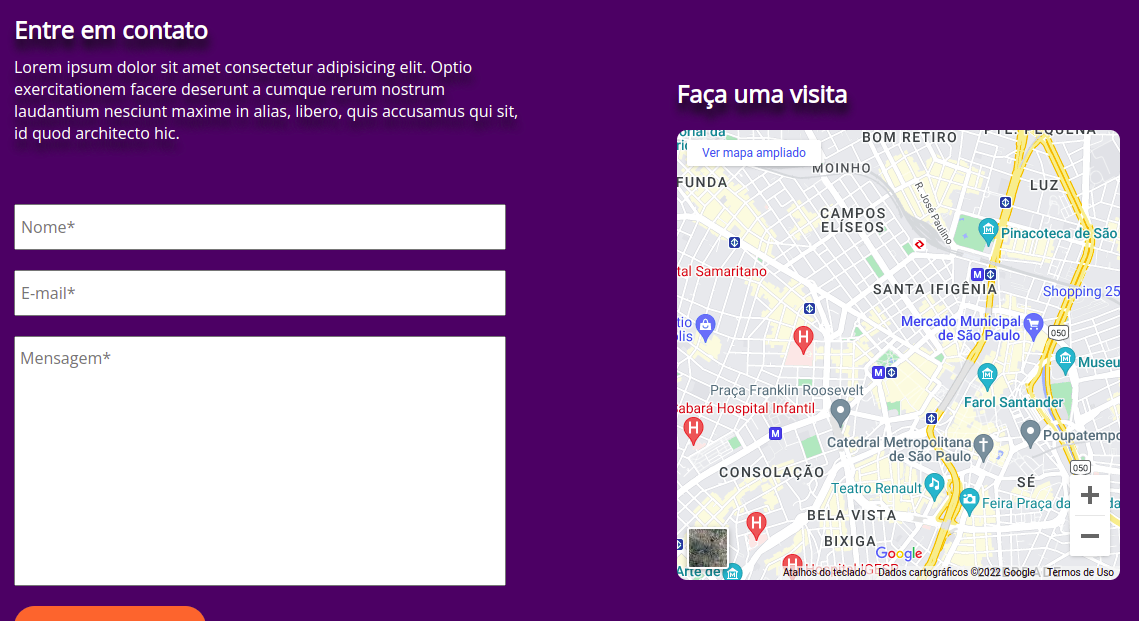 Entre em contato
Lorem ipsum dolor sit amet consectetur adipisicing elit. Optio
exercitationem facere deserunt a cumque rerum nostrum
laudantium nesciunt maxime in alias, libero, quis accusamus qui sit,
id quod architecto hic.
Nome*
E-mail*
Mensagem*
Faça uma visita
BOM RETIRO
Ver mapa ampliado
MOINHO
FUNDA
LUZ
R. José Paulino
CAMPOS
ELÍSEOS
Pinacoteca de São
tal Samaritano
SANTA IFIGÊNIA
Shopping 25
Mercado Municipal
de São Paulo
050
Museu
Praça Franklin Roosevelt
Farol Santander
Sabará Hospital Infantil
Catedral Metropolitana
de São Paulo
Poupatempo
CONSOLAÇÃO
050
SÉ
Teatro Renault
Feira Praça da
BELA VISTA
BIXIGA
Google
Arte de
Atalhos do teclado
Dados cartográficos ©2022 Google
Termos de Uso